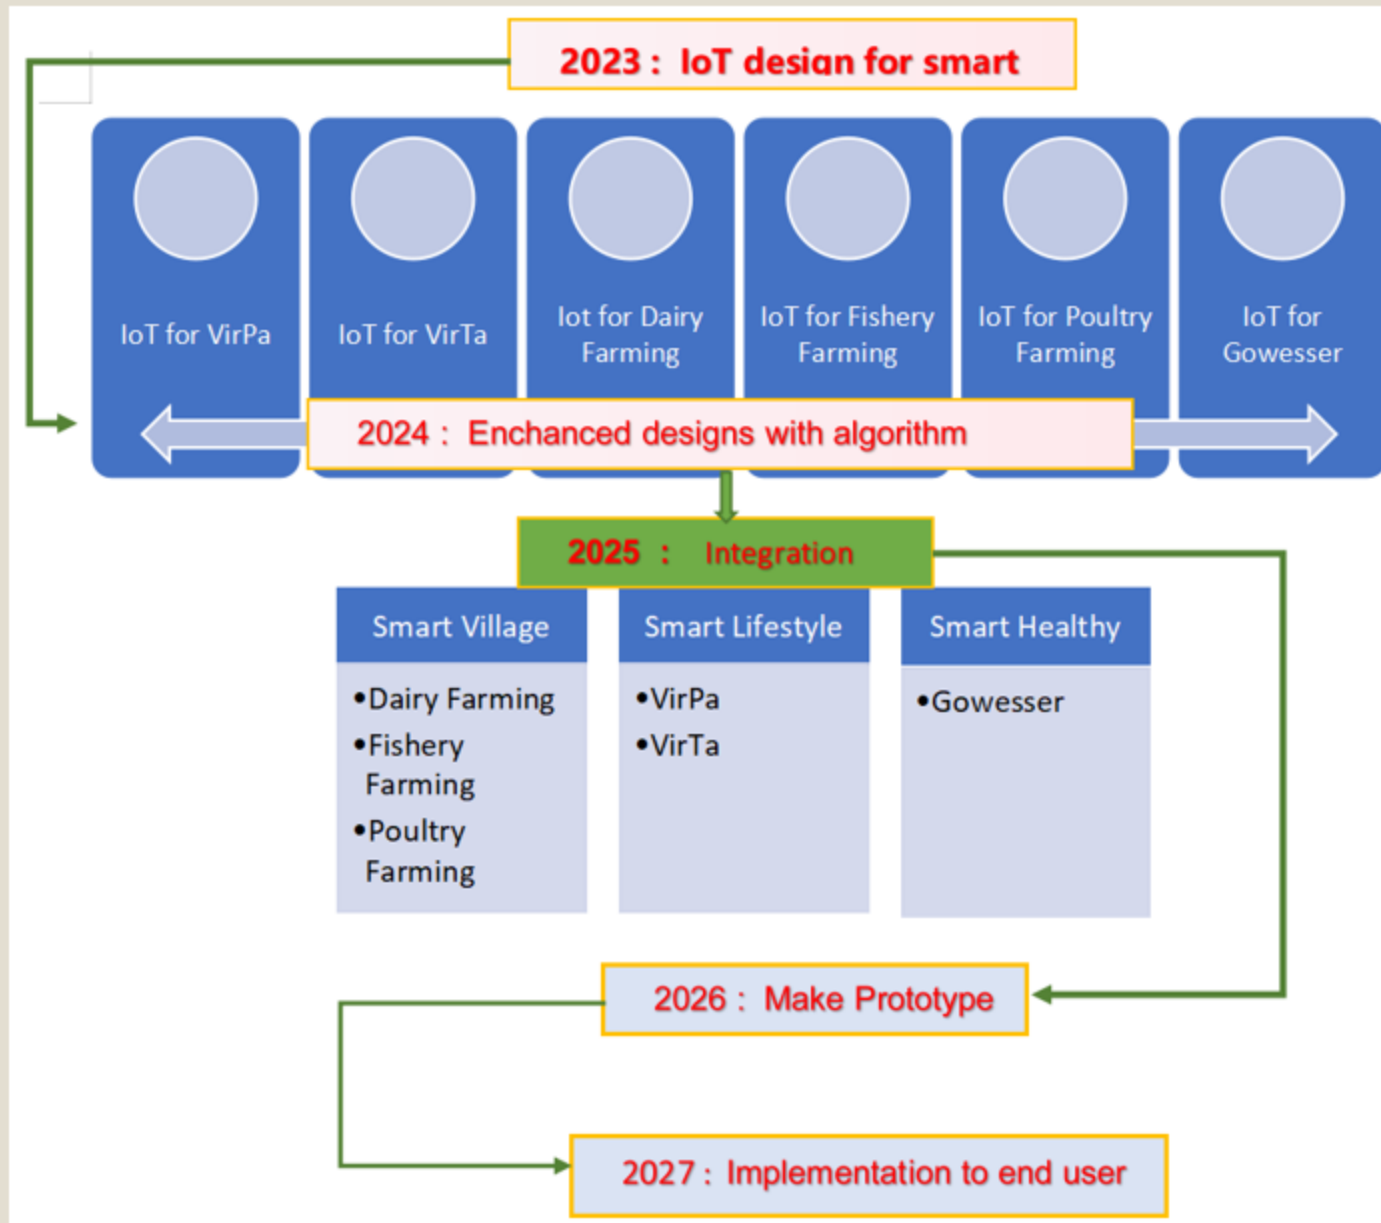 2023 : IoT design for smart
IoT for VirPa
IoT for VirTa
Iot for Dairy
Farming
IoT for Fishery
Farming
IoT for Poultry
Farming
IoT for
Gowesser
2024 : Enchanced designs with algorithm
2025 : Integration
Smart Village
•Dairy Farming
•Fishery
Farming
•Poultry
Farming
Smart Lifestyle
•VirPa
•VirTa
Smart Healthy
•Gowesser
2026 : Make Prototype
2027 : Implementation to end user